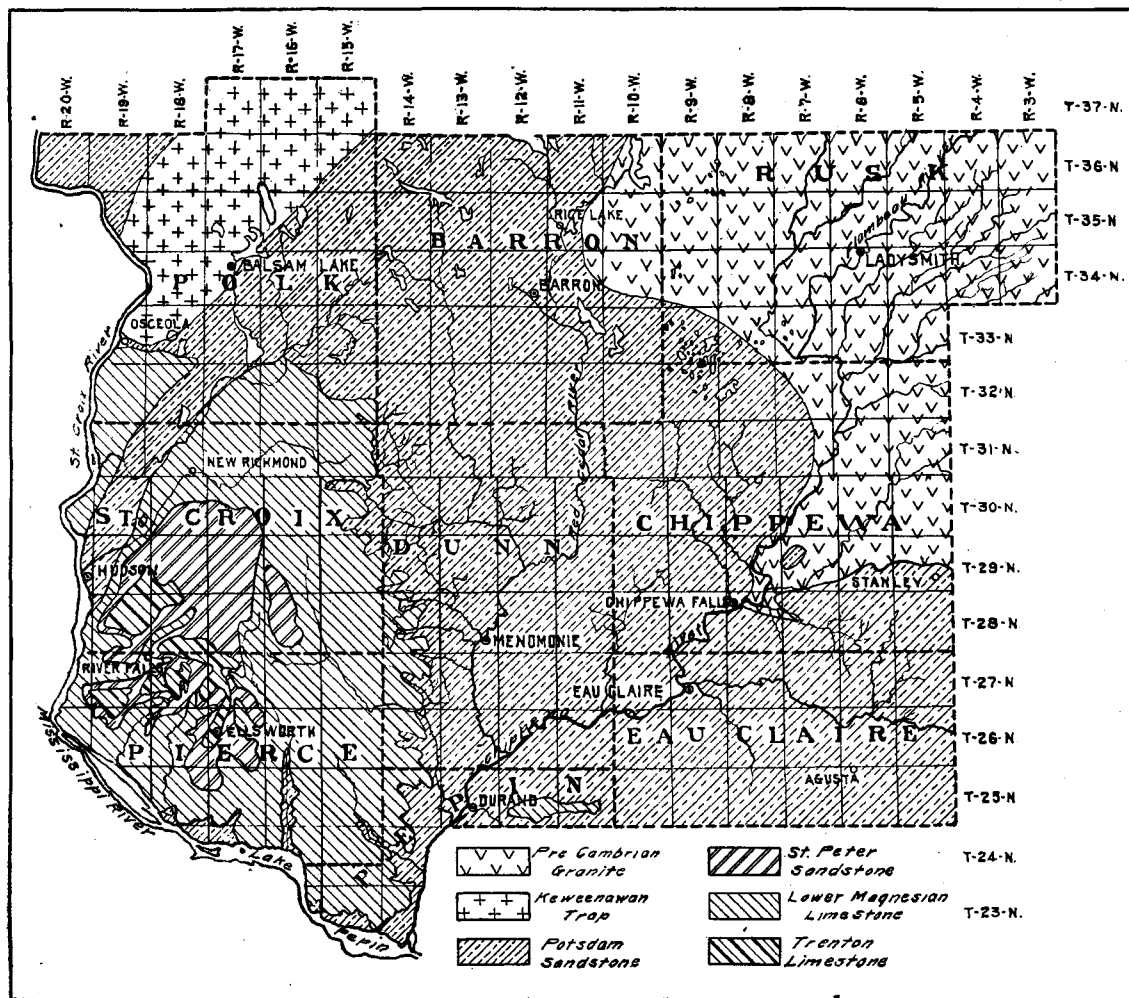 R-20-W.
R-19-W.
R-18-W.
R-17-W.
R-16-W.
R-15-W.
R-14-W.
R-13-W.
R-12-W.
R-11-W.
R-10-W.
R-9-W.
R-8-W.
R-7-W.
R-6-W.
R-5-W.
R-4-W.
R-3-W.
T-37-N.
T-36-N
T-35-N
T-34-N.
T-33-N
T-32-N.
T-31-N.
T-30-N.
T-29-N.
T-28-N.
T-27-N.
T-26-N.
T-25-N
T-24-N.
T-23-N.
RUSK
BARRON
RICE LAKE
LADYSMITH
BALSAM LAKE
POLK
BARRON
OSCEOLA
St. Croix River
Red Cedar River
NEW RICHMOND
ST. CROIX
CHIPPEWA
DUNN
HUDSON
STANLEY
CHIPPEWA FALLS
MENOMONIE
RIVER FALLS
EAU CLAIRE
ELLSWORTH
PIERCE
EAU CLAIRE
Mississippi River
AGUSTA
PEPIN
DURAND
Lake Pepin
Pre Cambrian
Granite
Keweenawan
Trap
Potsdam
Sandstone
St. Peter
Sandstone
Lower Magnesian
Limestone
Trenton
Limestone